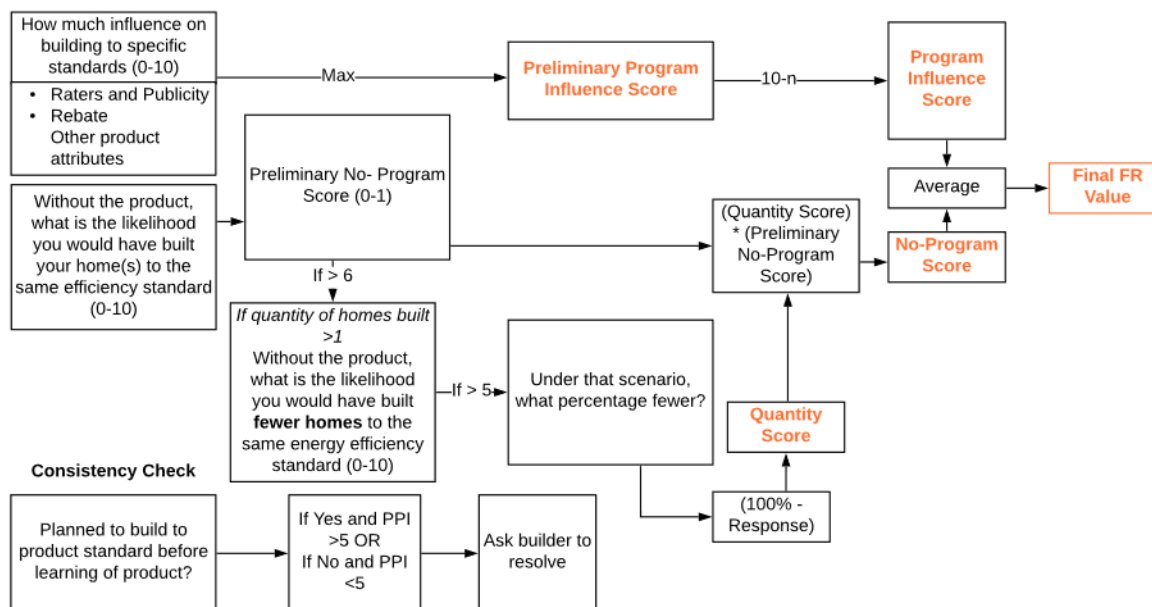 How much influence on
building to specific
standards (0-10)
• Raters and Publicity
• Rebate
Other product
attributes
Max
Preliminary Program
Influence Score
10-n
Program
Influence
Score
Without the product,
what is the likelihood
you would have built
your home(s) to the
same efficiency standard
(0-10)
Preliminary No- Program
Score (0-1)
If > 6
If quantity of homes built
>1
Without the product,
what is the likelihood
you would have built
fewer homes to the
same energy efficiency
standard (0-10)
If > 5
Under that scenario,
what percentage fewer?
(100% -
Response)
Quantity
Score
(Quantity Score)
* (Preliminary
No-Program
Score)
No-Program
Score
Average
Final FR
Value
Consistency Check
Planned to build to
product standard before
learning of product?
If Yes and PPI
>5 OR
If No and PPI
<5
Ask builder to
resolve